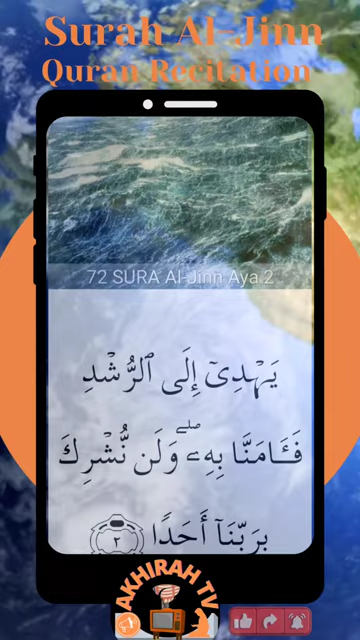 Surah Al-Jinn
Quran Recitation
72 SURA Al-Jinn Aya 2
يَهْدِىٓ إِلَى ٱلرُّشْدِ
فَـَٔامَنَّا بِهِۦ ۖ وَلَن نُّشْرِكَ
بِرَبِّنَآ أَحَدًا ٢
AKHIRAH TV